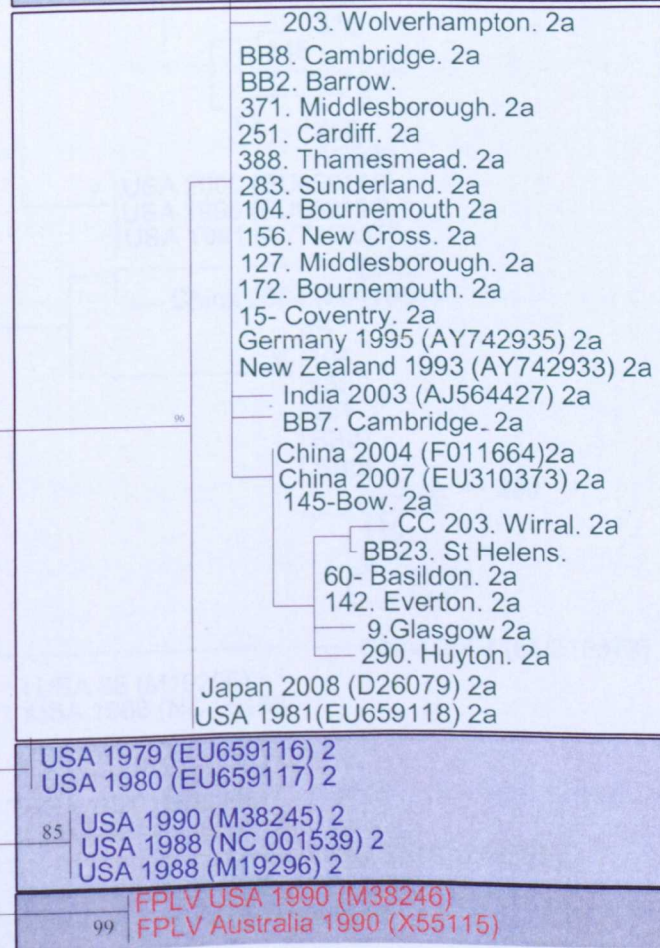 203. Wolverhampton. 2a
BB8. Cambridge. 2a
BB2. Barrow.
371. Middlesborough. 2a
251. Cardiff. 2a
388. Thamesmead. 2a
283. Sunderland. 2a
104. Bournemouth 2a
156. New Cross. 2a
127. Middlesborough. 2a
172. Bournemouth. 2a
15- Coventry. 2a
Germany 1995 (AY742935) 2a
New Zealand 1993 (AY742933) 2a
India 2003 (AJ564427) 2a
96
BB7. Cambridge. 2a
China 2004 (F011664)2a
China 2007 (EU310373) 2a
145-Bow. 2a
CC 203. Wirral. 2a
BB23. St Helens.
60- Basildon. 2a
142. Everton. 2a
9.Glasgow 2a
290. Huyton. 2a
Japan 2008 (D26079) 2a
USA 1981(EU659118) 2a
USA 1979 (EU659116) 2
USA 1980 (EU659117) 2
USA 1990 (M38245) 2
85
USA 1988 (NC 001539) 2
USA 1988 (M19296) 2
FPLV USA 1990 (M38246)
99
FPLV Australia 1990 (X55115)